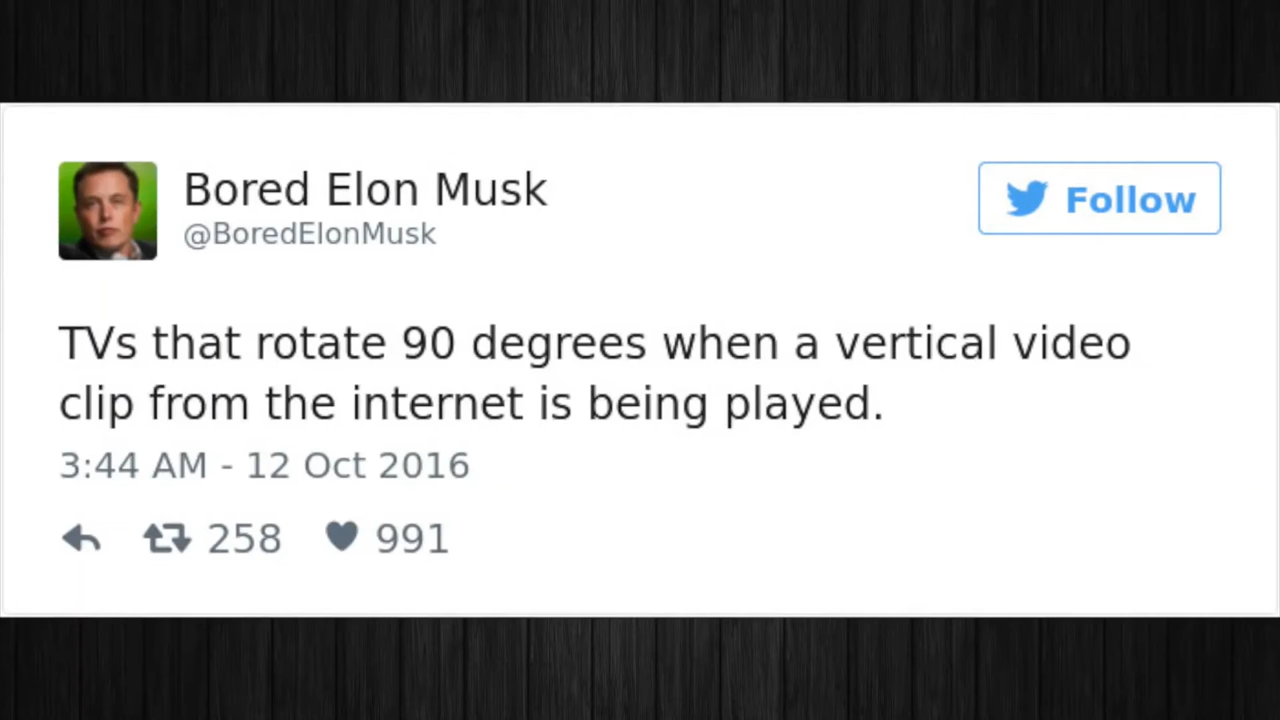 Bored Elon Musk
@BoredElonMusk
Follow
TVs that rotate 90 degrees when a vertical video
clip from the internet is being played.
3:44 AM - 12 Oct 2016
258 991